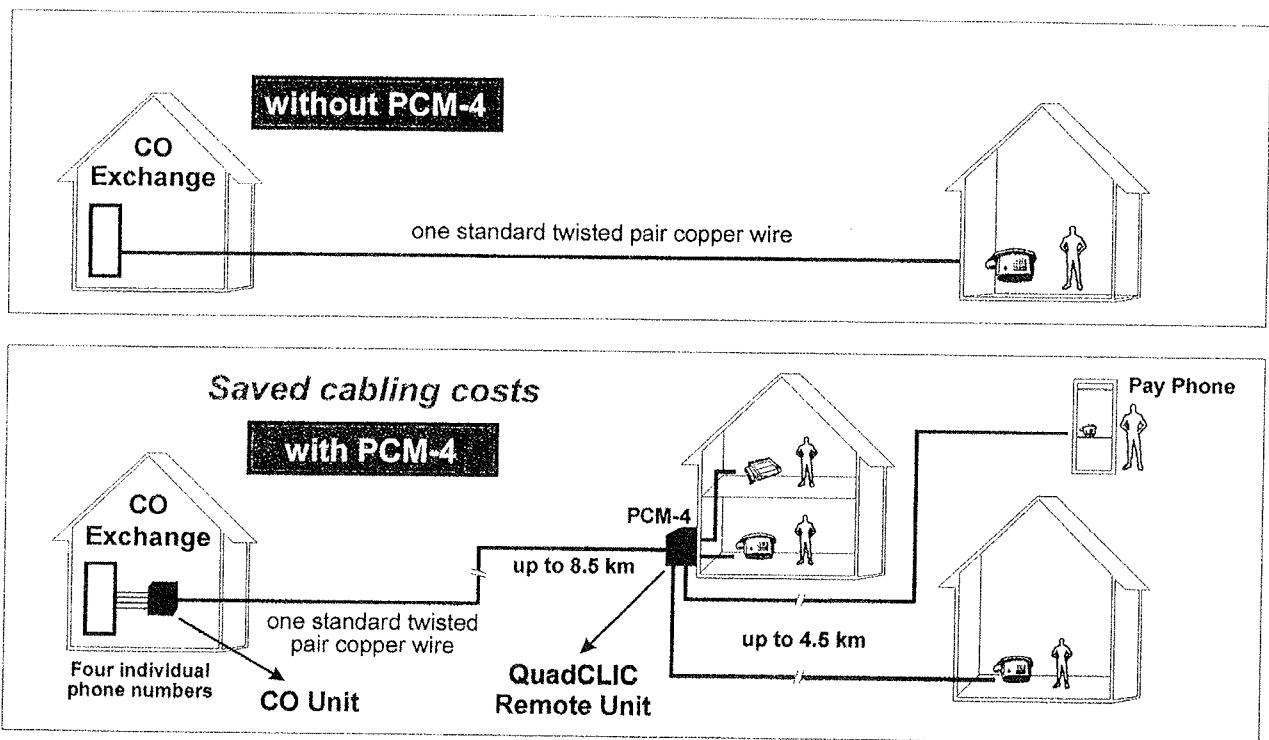 without PCM-4
CO
Exchange
one standard twisted pair copper wire
Saved cabling costs
with PCM-4
CO
Exchange
Four individual
phone numbers
CO Unit
one standard twisted
pair copper wire
up to 8.5 km
PCM-4
QuadCLIC
Remote Unit
up to 4.5 km
Pay Phone